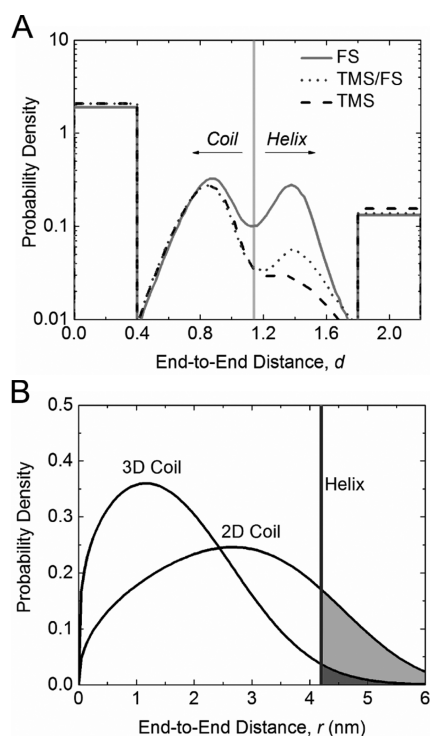 A
Probability Density
10
1
0.1
0.01
FS
TMS/FS
TMS
Coil
Helix
0.0 0.4 0.8 1.2 1.6 2.0
End-to-End Distance, d
B
Probability Density
0.5
0.4
0.3
0.2
0.1
0.0
3D Coil
2D Coil
Helix
0 1 2 3 4 5 6
End-to-End Distance, r (nm)